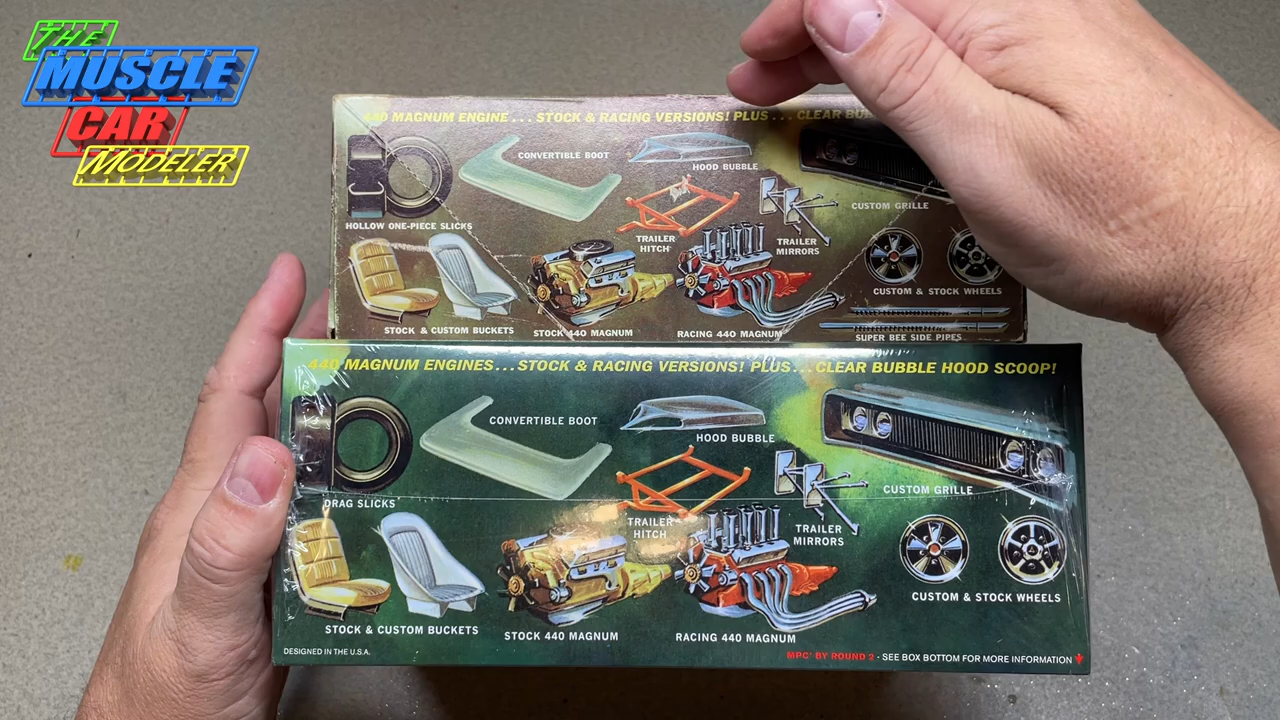 THE
MUSCLE
CAR
MODELER
440 MAGNUM ENGINE... STOCK & RACING VERSIONS! PLUS... CLEAR
CONVERTIBLE BOOT
HOOD BUBBLE
CUSTOM GRILLE
HOLLOW ONE-PIECE SLICKS
TRAILER
HITCH
TRAILER
MIRRORS
CUSTOM & STOCK WHEELS
STOCK & CUSTOM BUCKETS
STOCK 440 MAGNUM
RACING 440 MAGNUM
SUPER BEE SIDE PIPES
440 MAGNUM ENGINES...STOCK & RACING VERSIONS! PLUS...CLEAR BUBBLE HOOD SCOOP!
CONVERTIBLE BOOT
HOOD BUBBLE
CUSTOM GRILLE
DRAG SLICKS
TRAILER
HITCH
TRAILER
MIRRORS
CUSTOM & STOCK WHEELS
STOCK & CUSTOM BUCKETS
STOCK 440 MAGNUM
RACING 440 MAGNUM
DESIGNED IN THE U.S.A.
MPC® BY ROUND 2 - SEE BOX BOTTOM FOR MORE INFORMATION